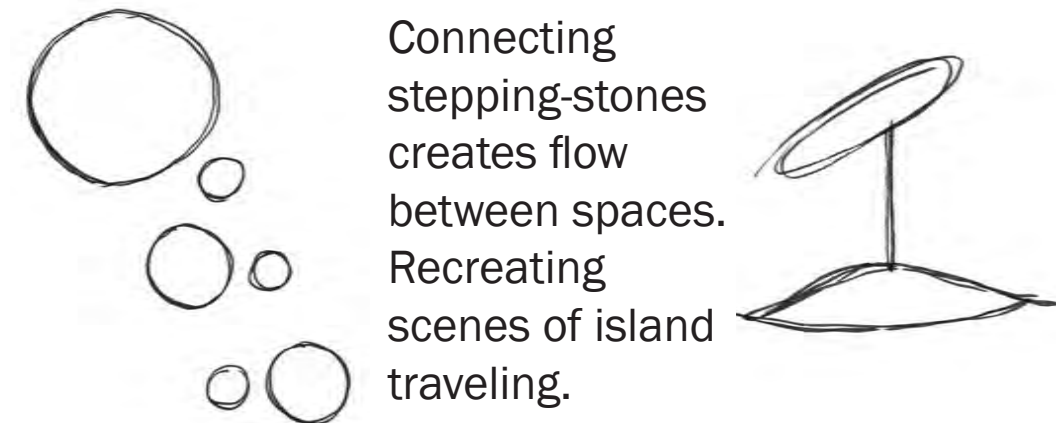 Connecting
stepping-stones
creates flow
between spaces.
Recreating
scenes of island
traveling.